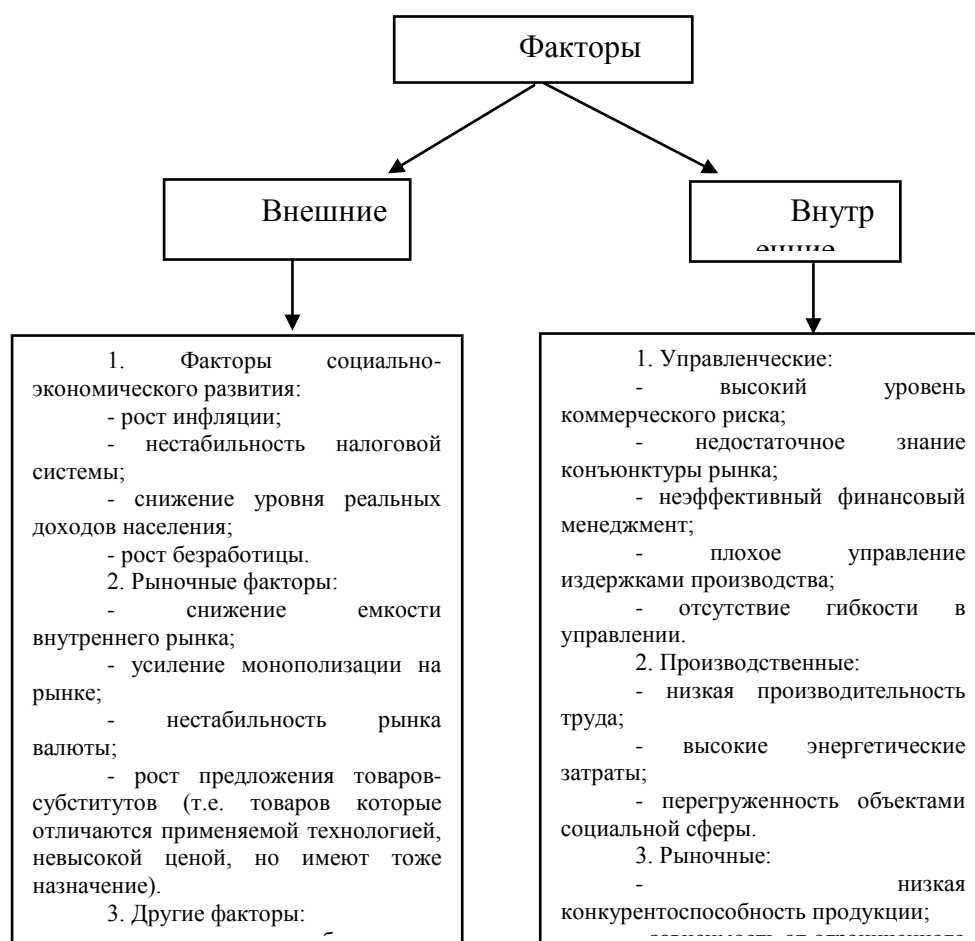 Факторы
Внешние
Внутр
енние
1. Факторы социально-
экономического развития:
- рост инфляции;
- нестабильность налоговой
системы;
- снижение уровня реальных
доходов населения;
- рост безработицы.
2. Рыночные факторы:
- снижение емкости
внутреннего рынка;
- усиление монополизации на
рынке;
- нестабильность рынка
валюты;
- рост предложения товаров-
субститутов (т.е. товаров которые
отличаются применяемой технологией,
невысокой ценой, но имеют тоже
назначение).
3. Другие факторы:
1. Управленческие:
- высокий уровень
коммерческого риска;
- недостаточное знание
конъюнктуры рынка;
- неэффективный финансовый
менеджмент;
- плохое управление
издержками производства;
- отсутствие гибкости в
управлении.
2. Производственные:
- низкая производительность
труда;
- высокие энергетические
затраты;
- перегруженность объектами
социальной сферы.
3. Рыночные:
- низкая
конкурентоспособность продукции;
- зависимость от ограниченного